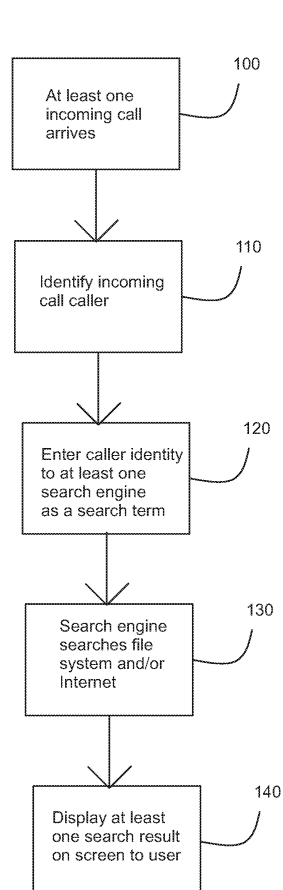 100
At least one
incoming call
arrives
110
Identify incoming
call caller
120
Enter caller identity
to at least one
search engine
as a search term
130
Search engine
searches file
system and/or
Internet
140
Display at least
one search result
on screen to user